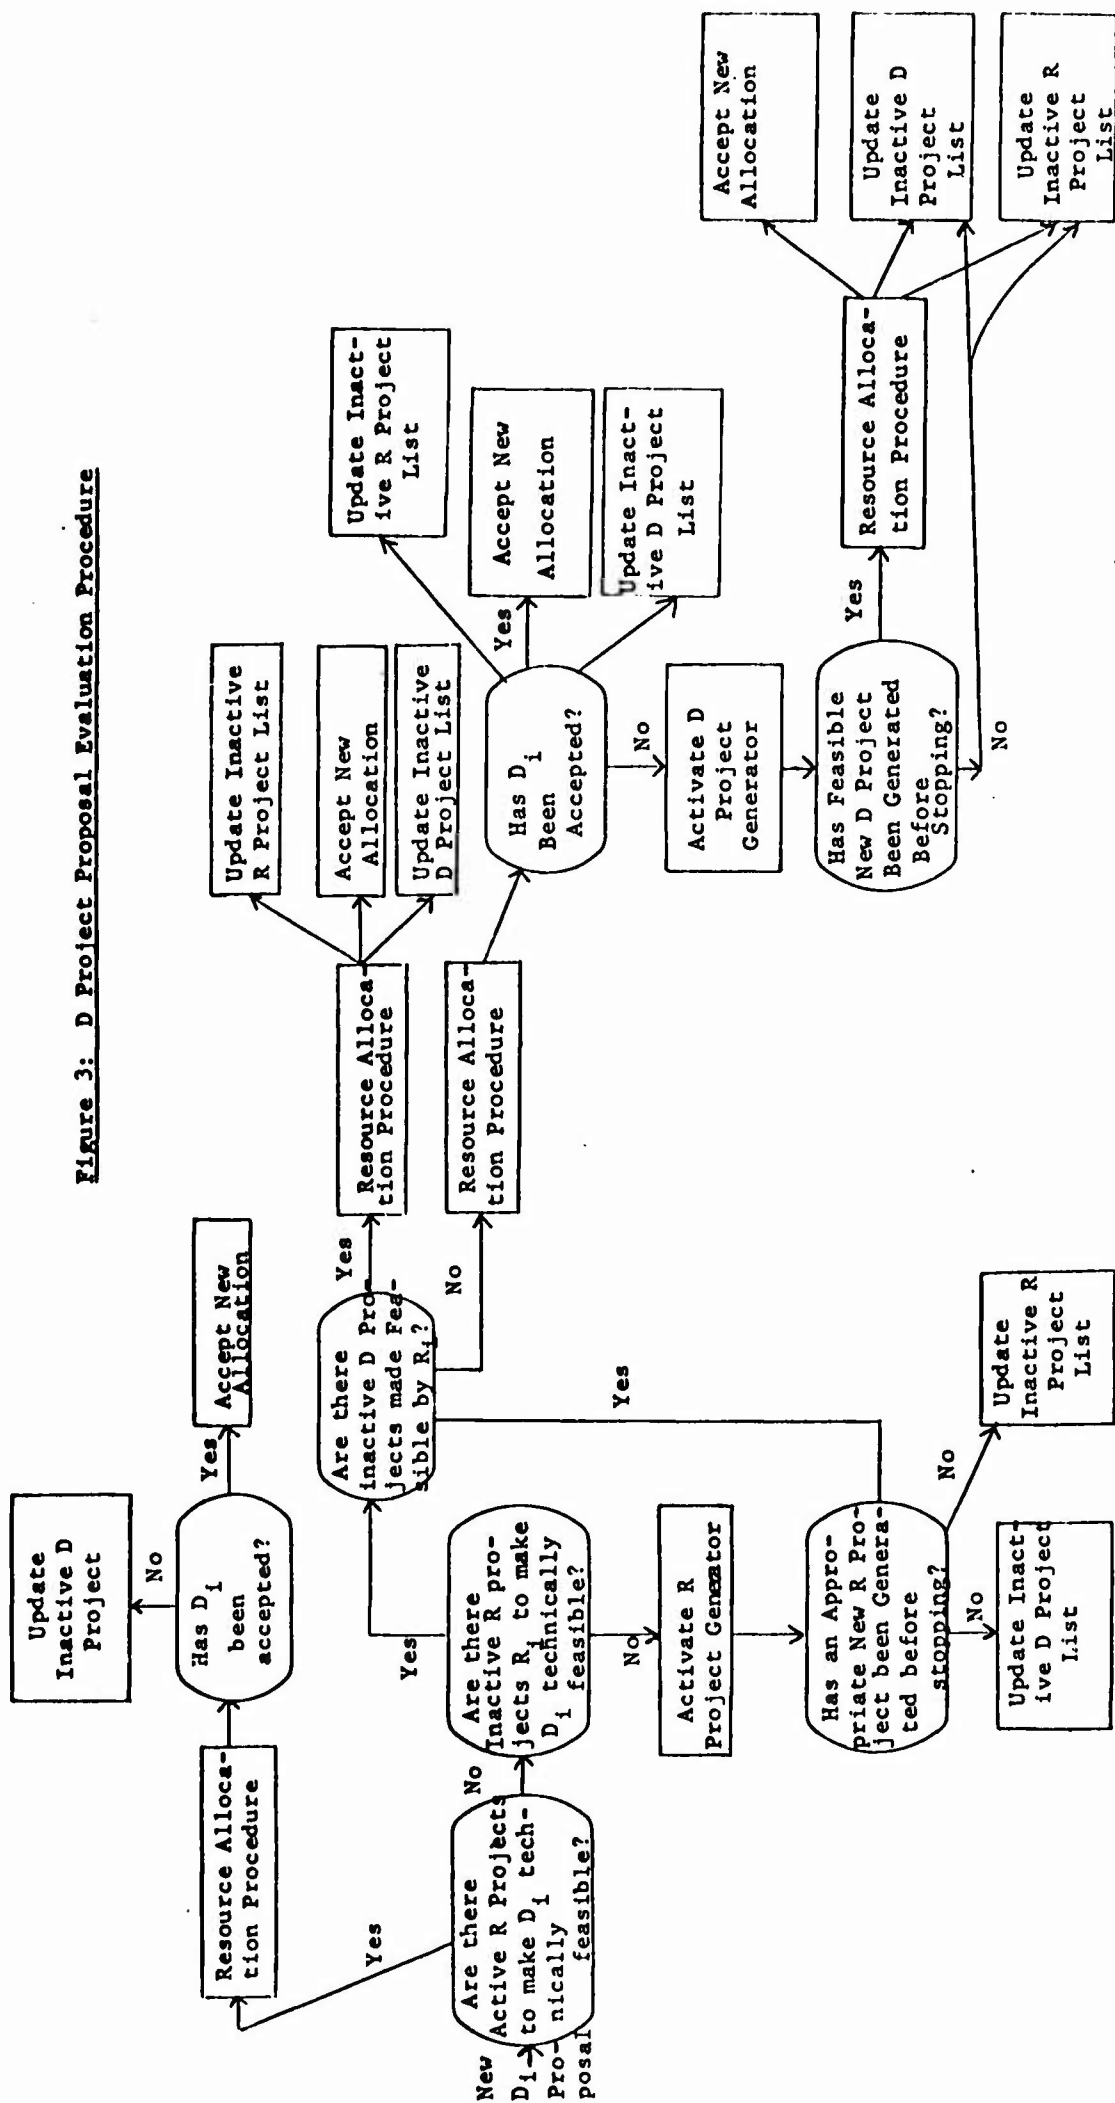 Figure 3: D Project Proposal Evaluation Procedure
New
D_i
Pro-
posal
Are there
Active R Projects
to make D_i tech-
nically
feasible?
Yes
No
Resource Alloca-
tion Procedure
Has D_i
been
accepted?
No
Yes
Update
Inactive D
Project
Accept New
Allocation
Are there
Inactive R pro-
jects R_i to make
D_i technically
feasible?
Yes
No
Activate R
Project Generator
Has an Appro-
priate New R Pro-
ject been Genera-
ted before
stopping?
Yes
No
No
Update Inact-
ive D Project
List
Update
Inactive R
Project
List
Are there
inactive D Pro-
jects made Fea-
sible by R_i?
Yes
No
Resource Alloca-
tion Procedure
Update Inactive
R Project List
Accept New
Allocation
Update Inactive
D Project List
Resource Alloca-
tion Procedure
Has D_i
Been
Accepted?
Yes
No
Update Inact-
ive R Project
List
Accept New
Allocation
Update Inact-
ive D Project
List
Activate D
Project
Generator
Has Feasible
New D Project
Been Generated
Before
Stopping?
Yes
No
Resource Alloca-
tion Procedure
Accept New
Allocation
Update
Inactive D
Project
List
Update
Inactive R
Project
List